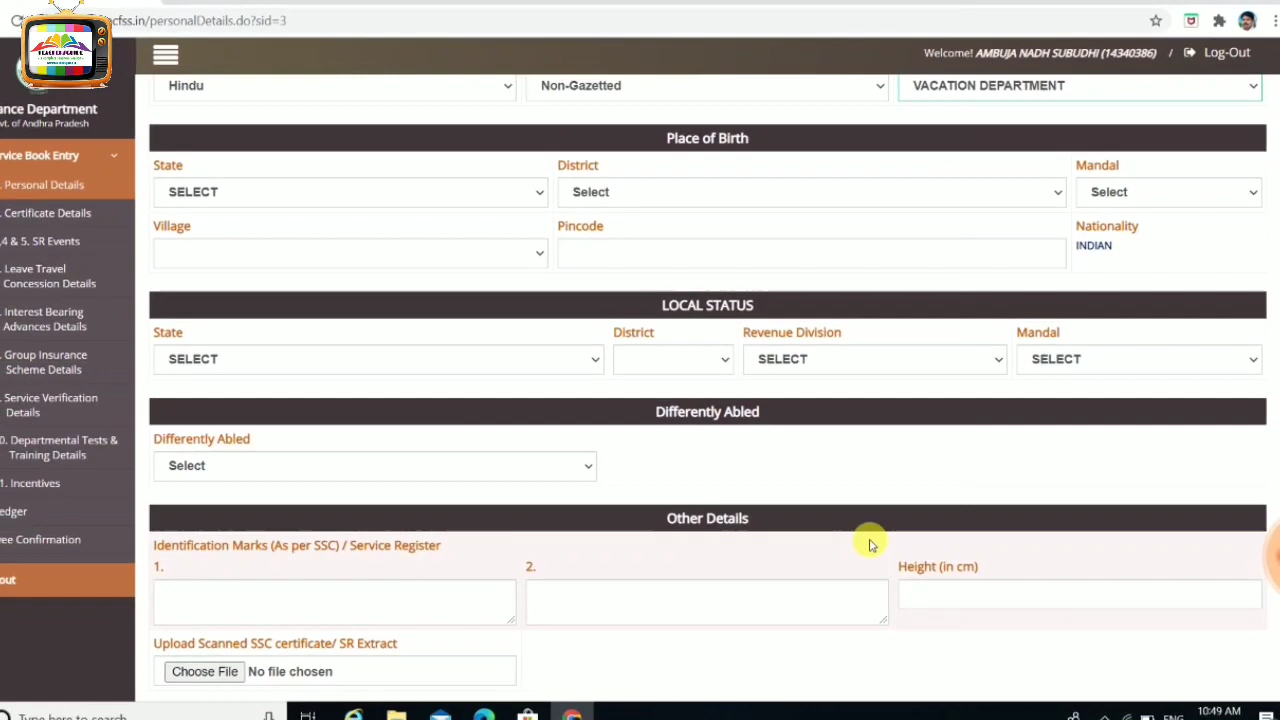 cfss.in/personalDetails.do?sid=3
TEACHER4GUIDE
Welcome! AMBUJA NADH SUBUDHI (14340386) / Log-Out
ance Department
vt. of Andhra Pradesh
rvice Book Entry
. Personal Details
. Certificate Details
,4 & 5. SR Events
. Leave Travel
Concession Details
. Interest Bearing
Advances Details
. Group Insurance
Scheme Details
. Service Verification
Details
0. Departmental Tests &
Training Details
1. Incentives
edger
ee Confirmation
out
Hindu Non-Gazetted VACATION DEPARTMENT
Place of Birth
State District Mandal
SELECT Select Select
Village Pincode Nationality
INDIAN
LOCAL STATUS
State District Revenue Division Mandal
SELECT SELECT SELECT
Differently Abled
Differently Abled
Select
Other Details
Identification Marks (As per SSC) / Service Register
1. 2. Height (in cm)
Upload Scanned SSC certificate/ SR Extract
Choose File No file chosen
Type here to search
ENG
10:49 AM